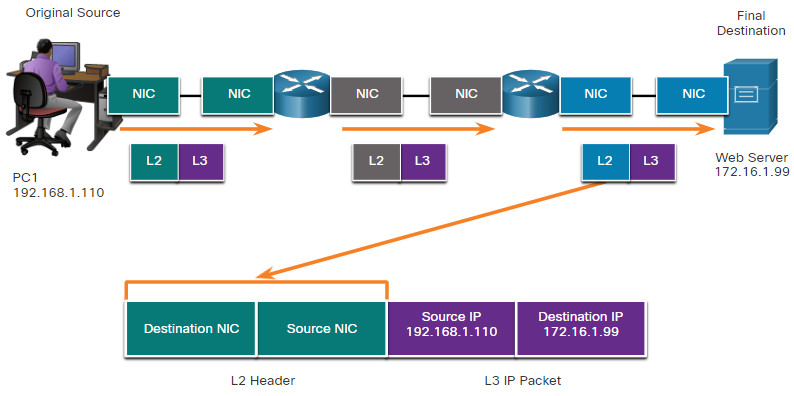 Original Source
Final
Destination
NIC
NIC
NIC
NIC
NIC
NIC
L2
L3
L2
L3
L2
L3
PC1
192.168.1.110
Web Server
172.16.1.99
Destination NIC
Source NIC
Source IP
192.168.1.110
Destination IP
172.16.1.99
L2 Header
L3 IP Packet